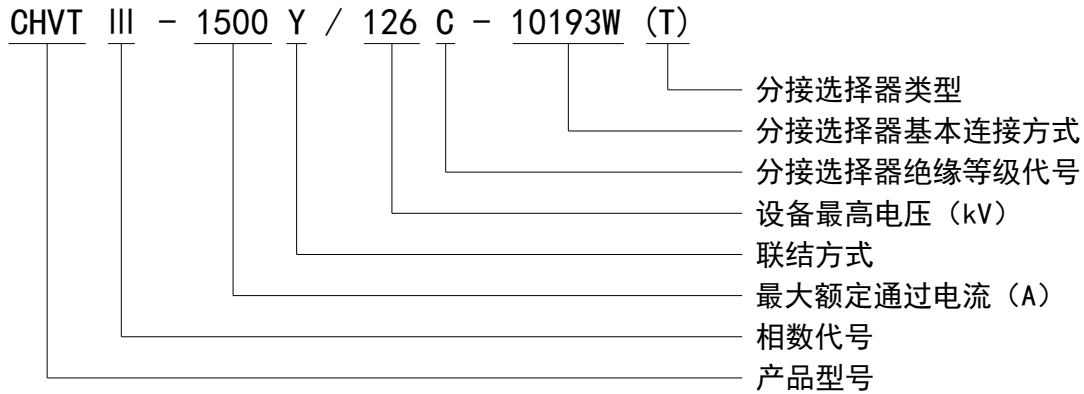 CHVT Ⅲ - 1500 Y / 126 C - 10193W (T)
分接选择器类型
分接选择器基本连接方式
分接选择器绝缘等级代号
设备最高电压（kV）
联结方式
最大额定通过电流（A）
相数代号
产品型号